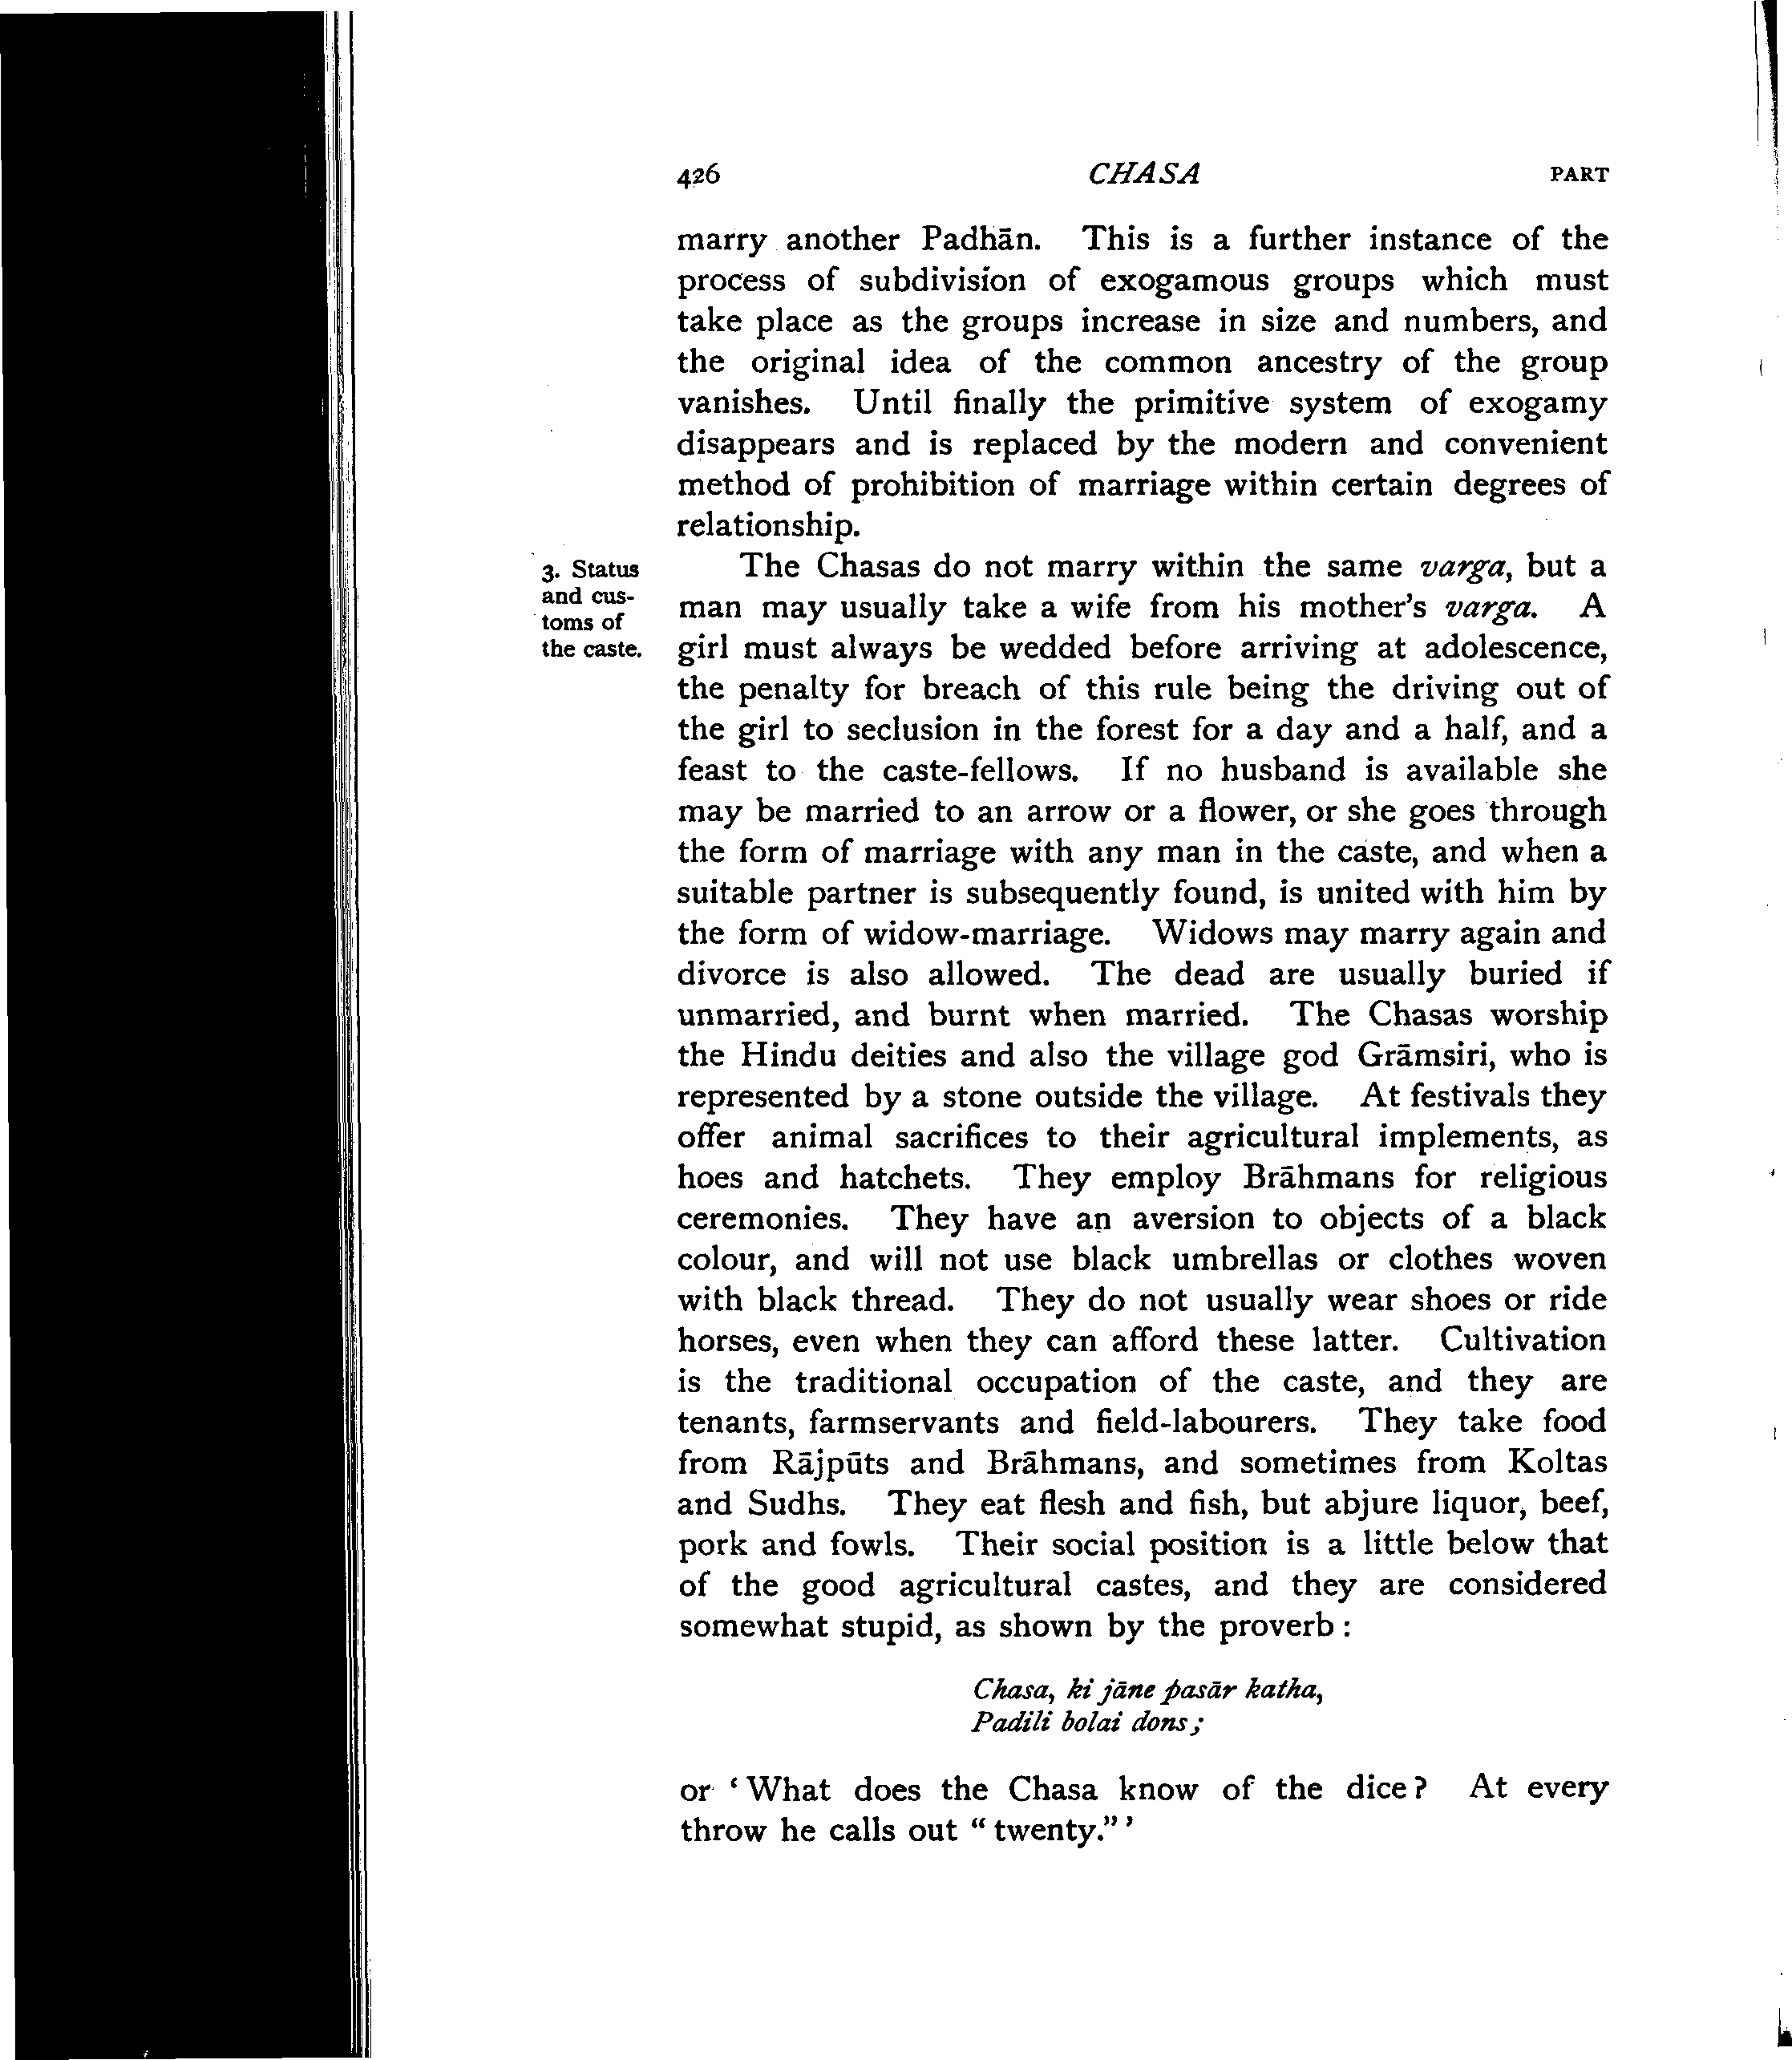 426 CHASA PART
marry another Padhān. This is a further instance of the
process of subdivision of exogamous groups which must
take place as the groups increase in size and numbers, and
the original idea of the common ancestry of the group
vanishes. Until finally the primitive system of exogamy
disappears and is replaced by the modern and convenient
method of prohibition of marriage within certain degrees of
relationship.
3. Status
and cus-
toms of
the caste.
The Chasas do not marry within the same varga, but a
man may usually take a wife from his mother's varga. A
girl must always be wedded before arriving at adolescence,
the penalty for breach of this rule being the driving out of
the girl to seclusion in the forest for a day and a half, and a
feast to the caste-fellows. If no husband is available she
may be married to an arrow or a flower, or she goes through
the form of marriage with any man in the caste, and when a
suitable partner is subsequently found, is united with him by
the form of widow-marriage. Widows may marry again and
divorce is also allowed. The dead are usually buried if
unmarried, and burnt when married. The Chasas worship
the Hindu deities and also the village god Grāmsiri, who is
represented by a stone outside the village. At festivals they
offer animal sacrifices to their agricultural implements, as
hoes and hatchets. They employ Brāhmans for religious
ceremonies. They have an aversion to objects of a black
colour, and will not use black umbrellas or clothes woven
with black thread. They do not usually wear shoes or ride
horses, even when they can afford these latter. Cultivation
is the traditional occupation of the caste, and they are
tenants, farmservants and field-labourers. They take food
from Rājpūts and Brāhmans, and sometimes from Koltas
and Sudhs. They eat flesh and fish, but abjure liquor, beef,
pork and fowls. Their social position is a little below that
of the good agricultural castes, and they are considered
somewhat stupid, as shown by the proverb :
Chasa, ki jāne pasār katha,
Padili bolai dons ;
or ‘ What does the Chasa know of the dice ? At every
throw he calls out “ twenty.” ’